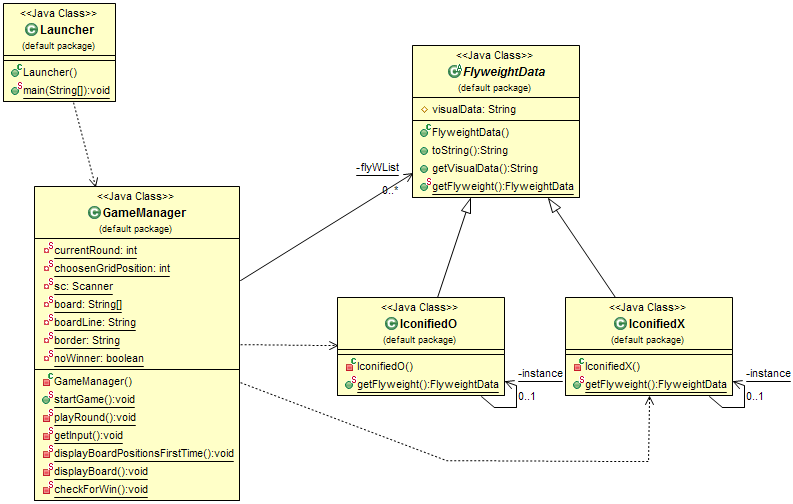 <<Java Class>>
Launcher
(default package)
Launcher()
main(String[]):void
<<Java Class>>
FlyweightData
(default package)
visualData: String
FlyweightData()
toString():String
getVisualData():String
getFlyweight():FlyweightData
-flyWList
0..*
<<Java Class>>
GameManager
(default package)
currentRound: int
choosenGridPosition: int
sc: Scanner
board: String[]
boardLine: String
border: String
noWinner: boolean
GameManager()
startGame():void
playRound():void
getInput():void
displayBoardPositionsFirstTime():void
displayBoard():void
checkForWin():void
<<Java Class>>
IconifiedO
(default package)
IconifiedO()
getFlyweight():FlyweightData
-instance
0..1
<<Java Class>>
IconifiedX
(default package)
IconifiedX()
getFlyweight():FlyweightData
-instance
0..1